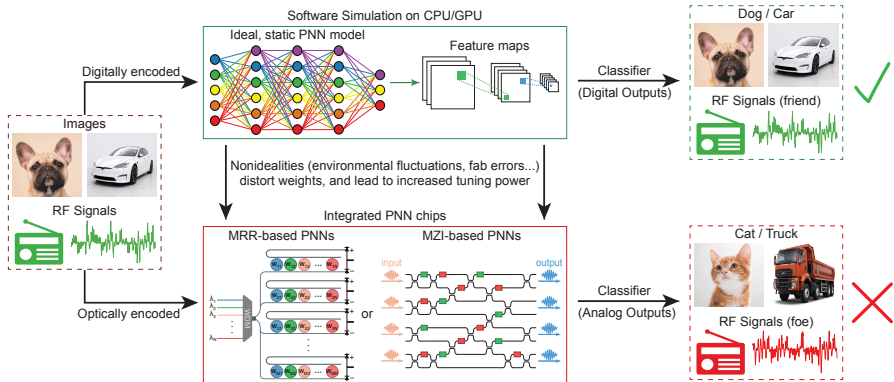 Software Simulation on CPU/GPU
Ideal, static PNN model
Feature maps
Digitally encoded
Classifier
(Digital Outputs)
Dog / Car
RF Signals (friend)
Images
RF Signals
Nonidealities (environmental fluctuations, fab errors...)
distort weights, and lead to increased tuning power
Integrated PNN chips
MRR-based PNNs
MZI-based PNNs
input
output
WDM
or
Optically encoded
Classifier
(Analog Outputs)
Cat / Truck
RF Signals (foe)